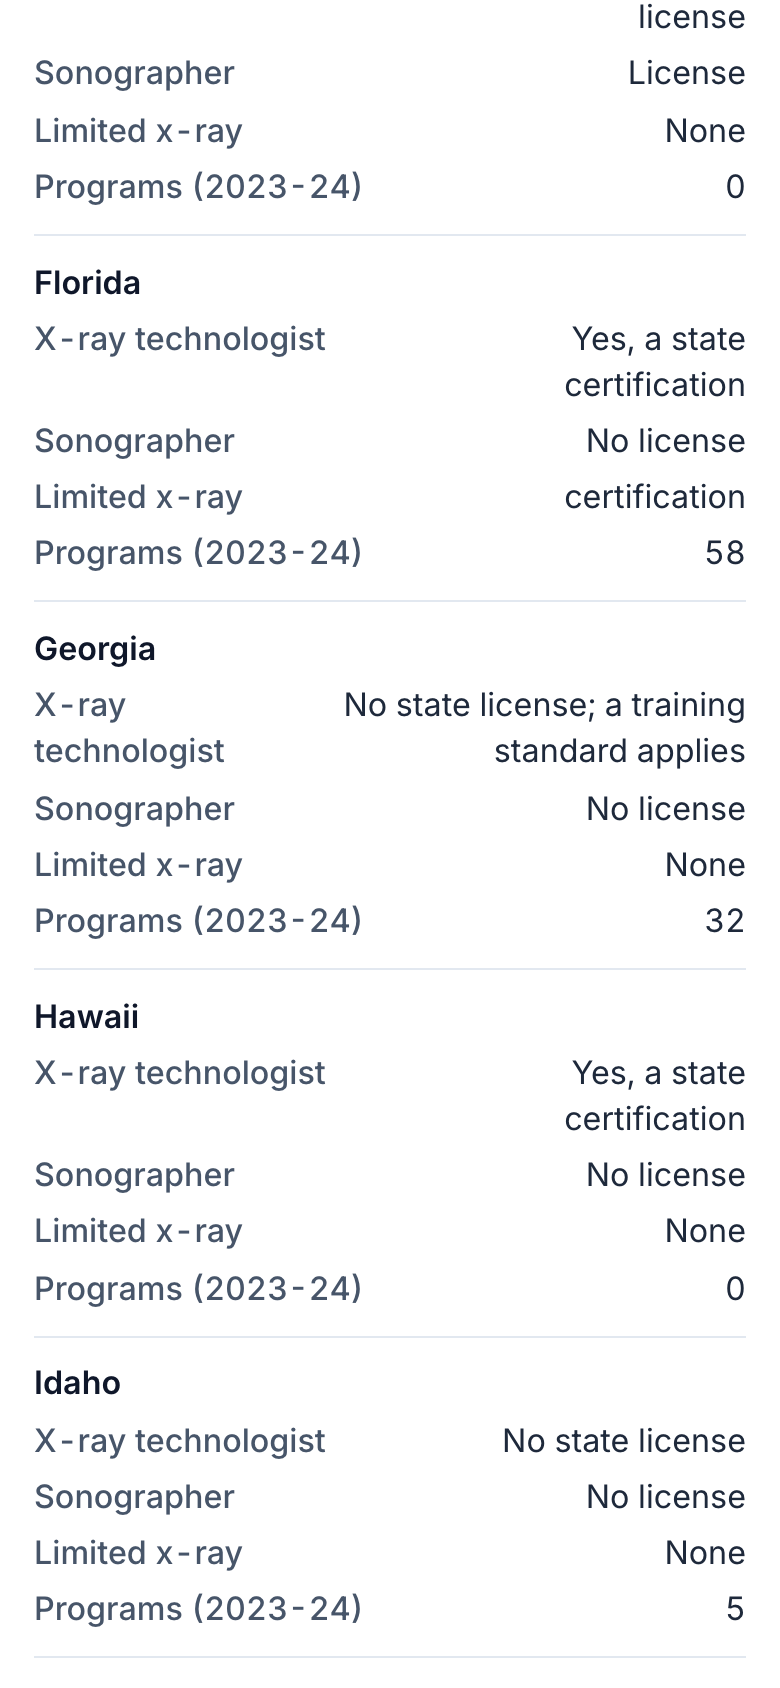 license
Sonographer License
Limited x-ray None
Programs (2023-24) 0
Florida
X-ray technologist Yes, a state
certification
Sonographer No license
Limited x-ray certification
Programs (2023-24) 58
Georgia
X-ray No state license; a training
technologist standard applies
Sonographer No license
Limited x-ray None
Programs (2023-24) 32
Hawaii
X-ray technologist Yes, a state
certification
Sonographer No license
Limited x-ray None
Programs (2023-24) 0
Idaho
X-ray technologist No state license
Sonographer No license
Limited x-ray None
Programs (2023-24) 5